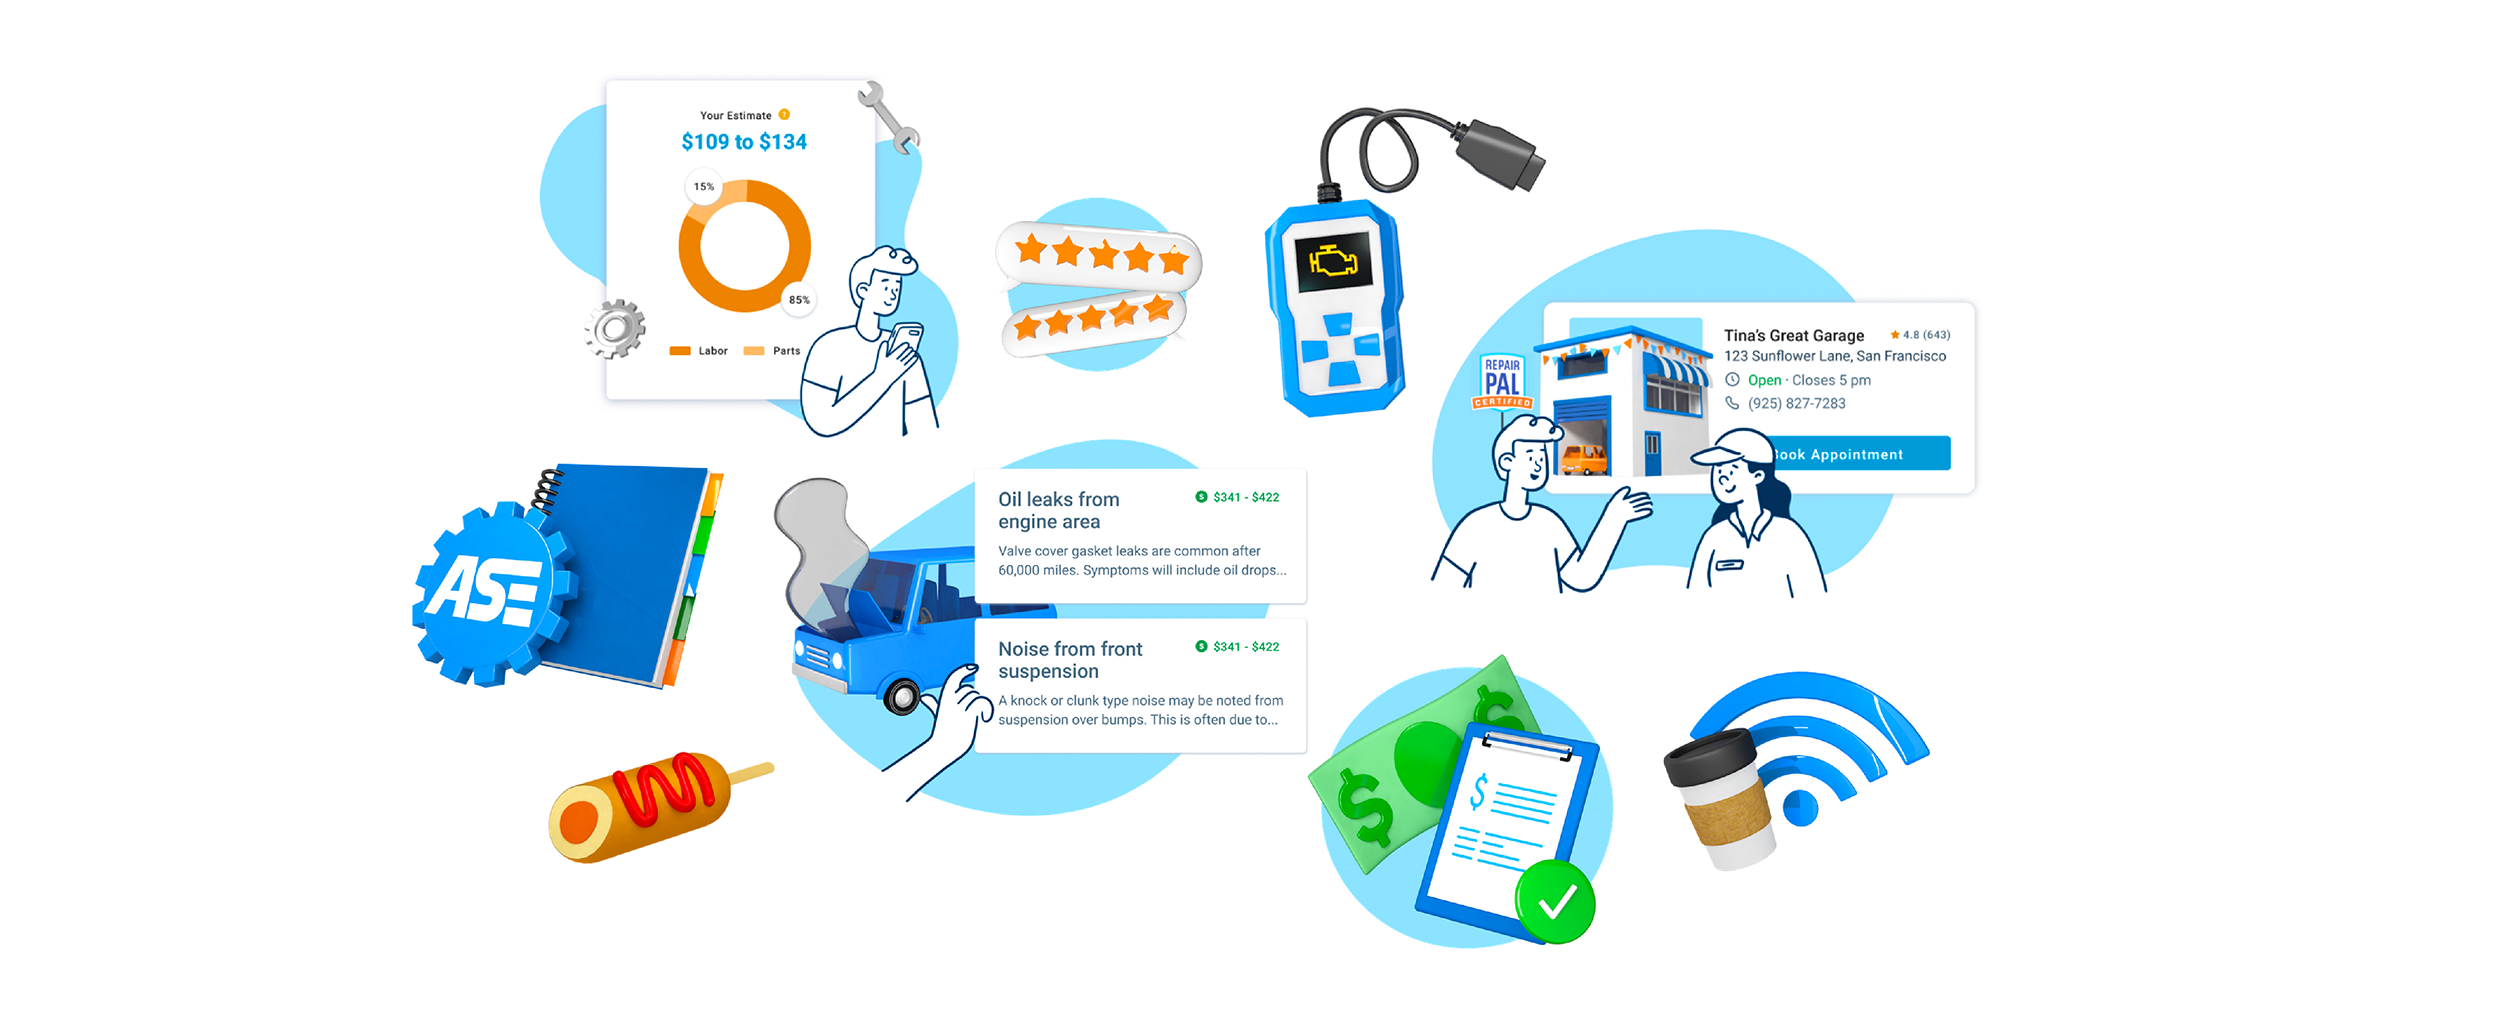 Your Estimate ?
$109 to $134
15%
85%
Labor
Parts
REPAIR
PAL
CERTIFIED
Tina's Great Garage
4.8 (643)
123 Sunflower Lane, San Francisco
Open · Closes 5 pm
(925) 827-7283
Book Appointment
ASE
Oil leaks from
engine area
$ $341 - $422
Valve cover gasket leaks are common after
60,000 miles. Symptoms will include oil drops...
Noise from front
suspension
$ $341 - $422
A knock or clunk type noise may be noted from
suspension over bumps. This is often due to...
$
$
$